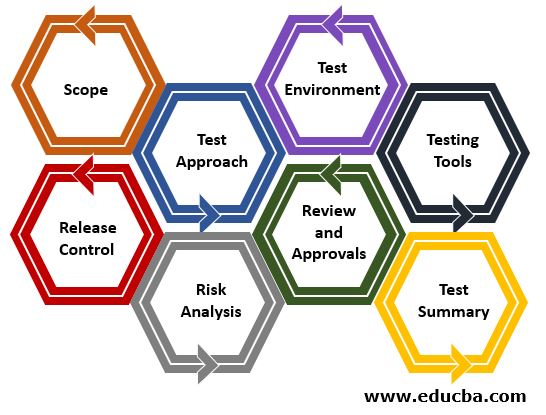 Scope
Test
Approach
Test
Environment
Testing
Tools
Release
Control
Risk
Analysis
Review
and
Approvals
Test
Summary
www.educba.com